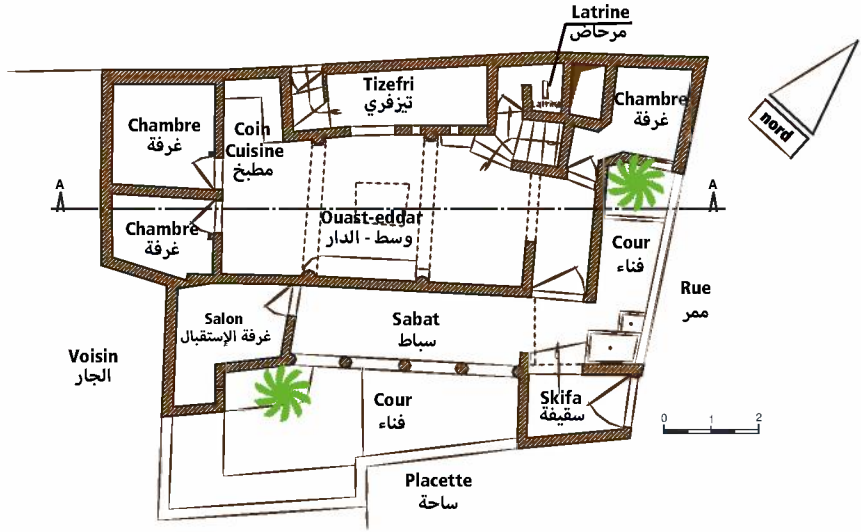 Latrine
مرحاض
Tizefri
تيزفري
Chambre
غرفة
nord
Chambre
غرفة
Coin
Cuisine
مطبخ
A
A
Chambre
غرفة
Ouast-eddar
وسط - الدار
Cour
فناء
Rue
ممر
Salon
غرفة الإستقبال
Sabat
سباط
Voisin
الجار
Cour
فناء
Skifa
سقيفة
0 1 2
Placette
ساحة